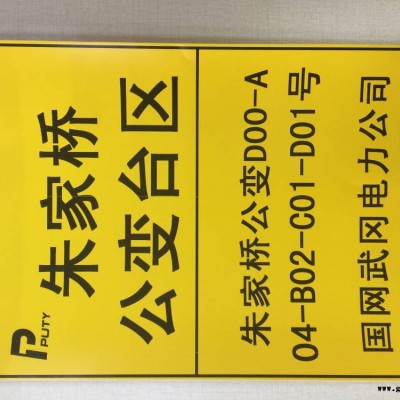 PUTY
朱家桥
公变台区
朱家桥公变D00-A
04-B02-C01-D01号
国网武冈电力公司